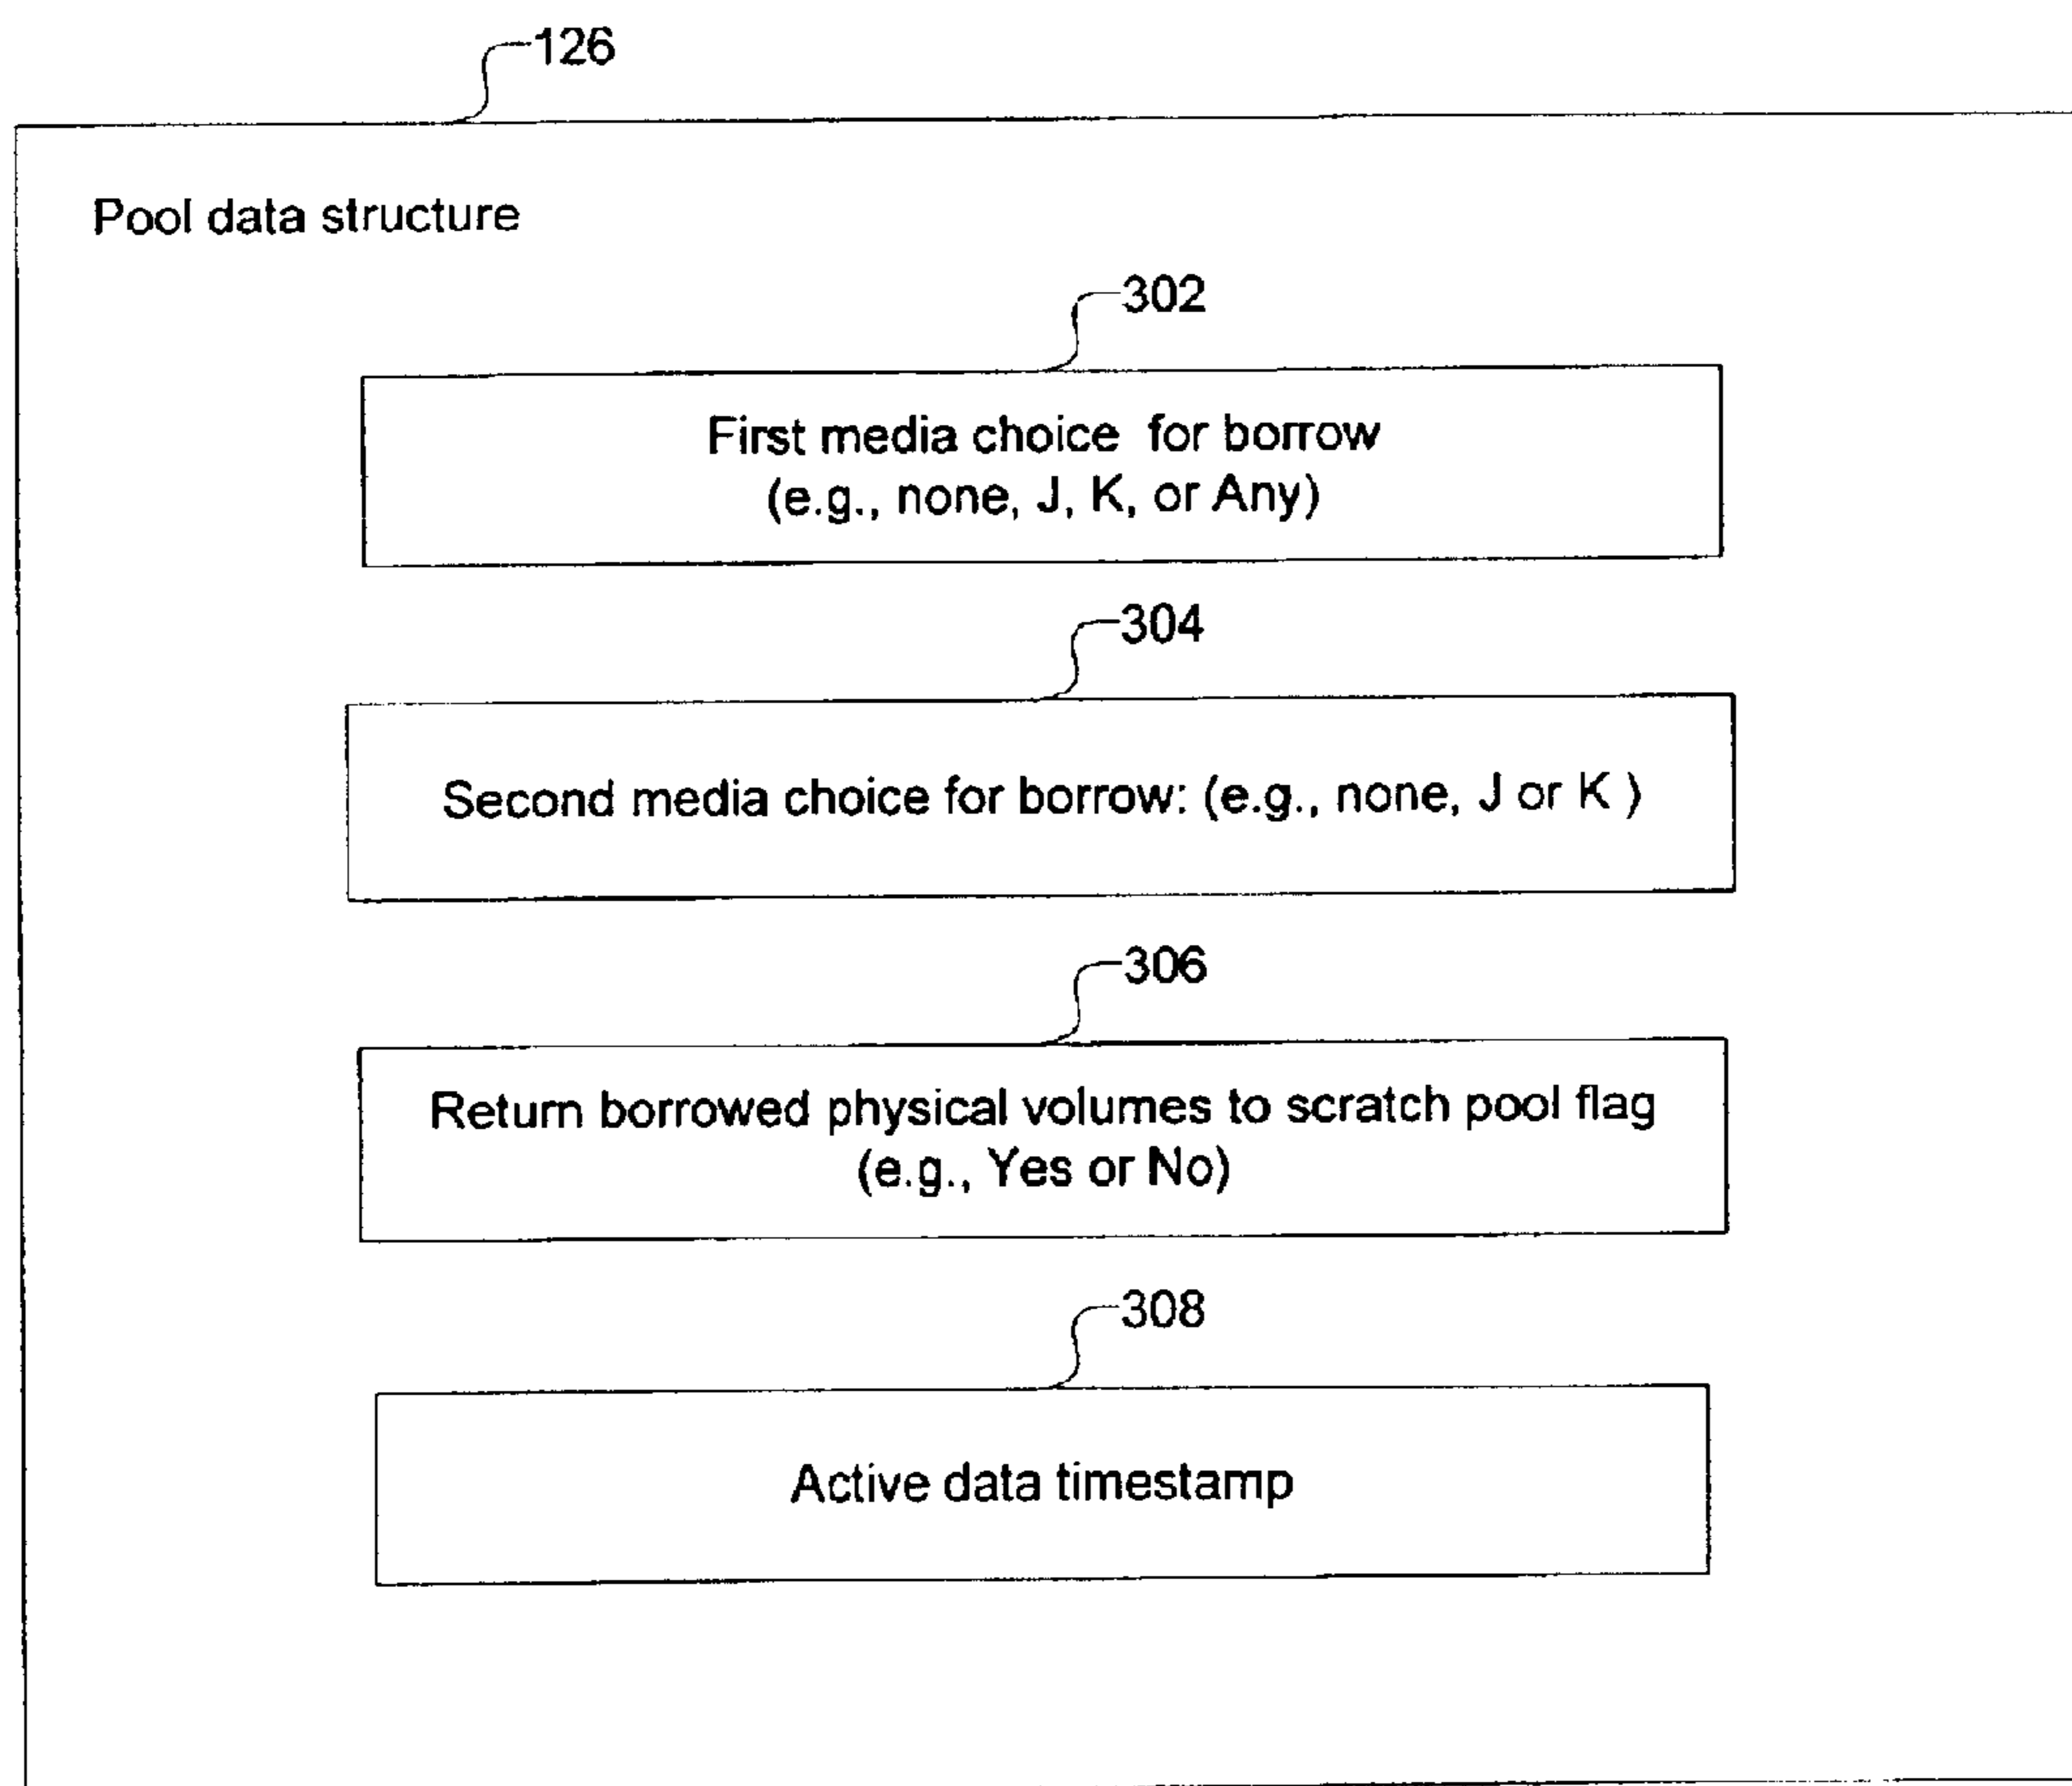 126
Pool data structure
302
First media choice for borrow
(e.g., none, J, K, or Any)
304
Second media choice for borrow: (e.g., none, J or K )
306
Return borrowed physical volumes to scratch pool flag
(e.g., Yes or No)
308
Active data timestamp